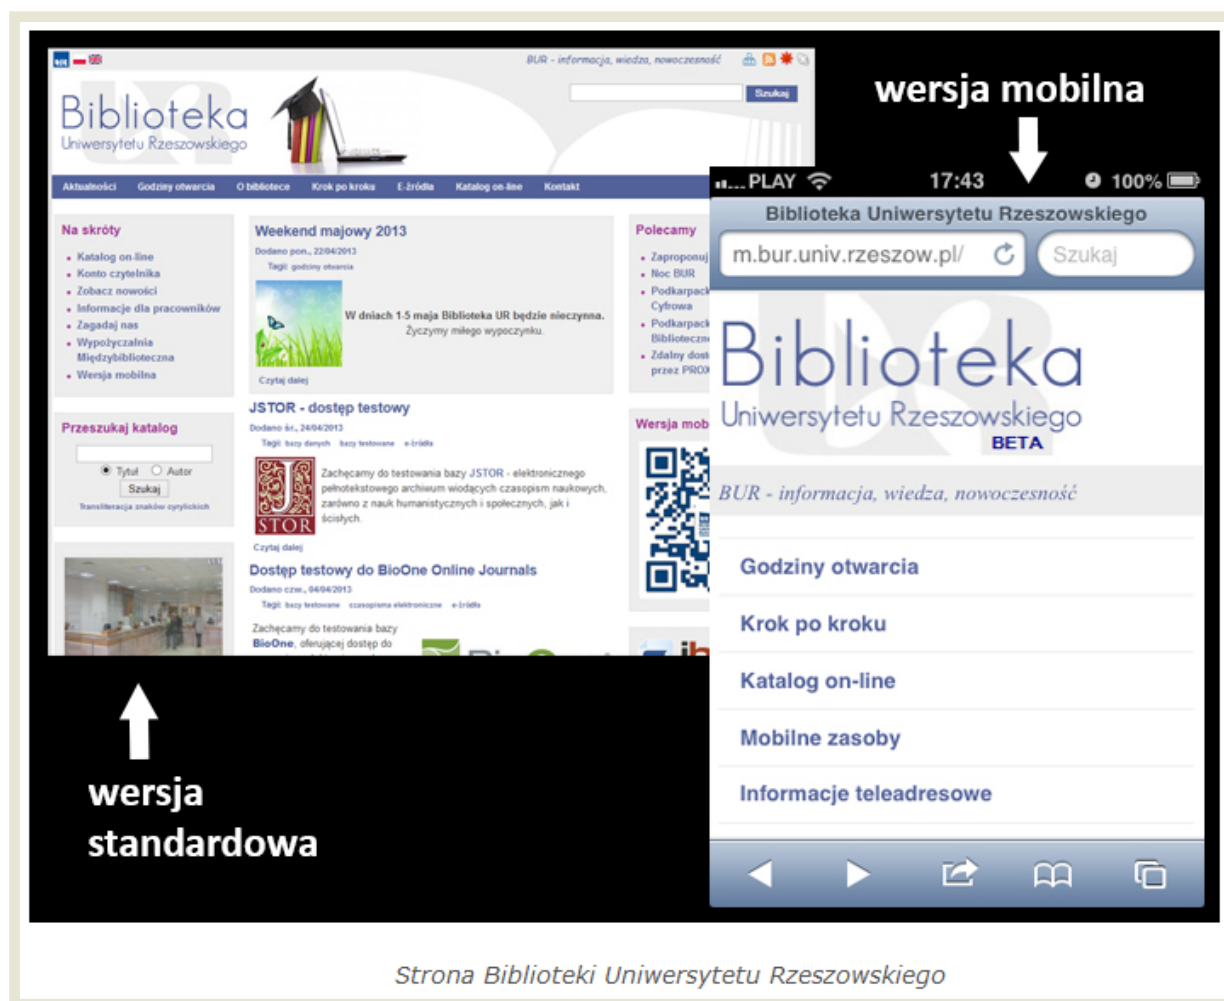 BUR - informacja, wiedza, nowoczesność
Biblioteka
Uniwersytetu Rzeszowskiego
Szukaj
Aktualności Godziny otwarcia O bibliotece Krok po kroku E-źródła Katalog on-line Kontakt
Na skróty
Katalog on-line
Konto czytelnika
Zobacz nowości
Informacje dla pracowników
Zagadaj nas
Wypożyczalnia
Międzybiblioteczna
Wersja mobilna
Przeszukaj katalog
Tytuł Autor
Szukaj
Transliteracja znaków cyrylickich
Weekend majowy 2013
Dodano pon., 22/04/2013
Tagi: godziny otwarcia
W dniach 1-5 maja Biblioteka UR będzie nieczynna.
Życzymy miłego wypoczynku.
Czytaj dalej
JSTOR - dostęp testowy
Dodano śr., 24/04/2013
Tagi: bazy danych bazy testowane e-źródła
JSTOR
Zachęcamy do testowania bazy JSTOR - elektronicznego
pełnotekstowego archiwum wiodących czasopism naukowych,
zarówno z nauk humanistycznych i społecznych, jak i
ścisłych.
Czytaj dalej
Dostęp testowy do BioOne Online Journals
Dodano czw., 04/04/2013
Tagi: bazy testowane czasopisma elektroniczne e-źródła
Zachęcamy do testowania bazy
BioOne, oferującej dostęp do
Polecamy
Zaproponuj
Noc BUR
Podkarpack
Cyfrowa
Podkarpack
Biblioteczn
Zdalny dost
przez PROX
Wersja mob
wersja mobilna
PLAY 17:43 100%
Biblioteka Uniwersytetu Rzeszowskiego
m.bur.univ.rzeszow.pl/ Szukaj
Biblioteka
Uniwersytetu Rzeszowskiego
BETA
BUR - informacja, wiedza, nowoczesność
Godziny otwarcia
Krok po kroku
Katalog on-line
Mobilne zasoby
Informacje teleadresowe
wersja
standardowa
Strona Biblioteki Uniwersytetu Rzeszowskiego